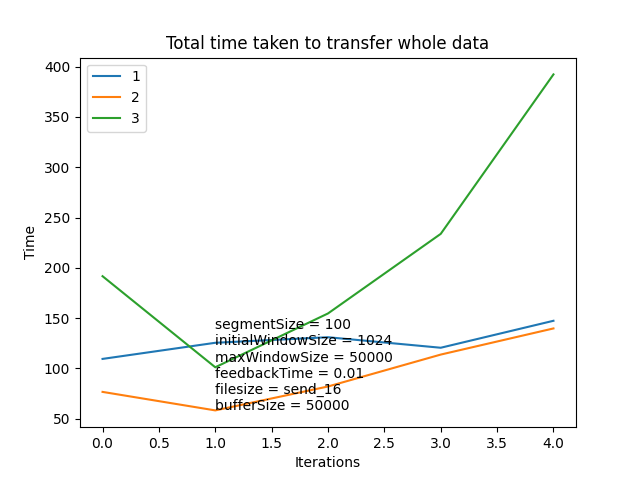 Total time taken to transfer whole data
400
350
300
250
200
150
100
50
Time
1
2
3
segmentSize = 100
initialWindowSize = 1024
maxWindowSize = 50000
feedbackTime = 0.01
filesize = send_16
bufferSize = 50000
0.0 0.5 1.0 1.5 2.0 2.5 3.0 3.5 4.0
Iterations